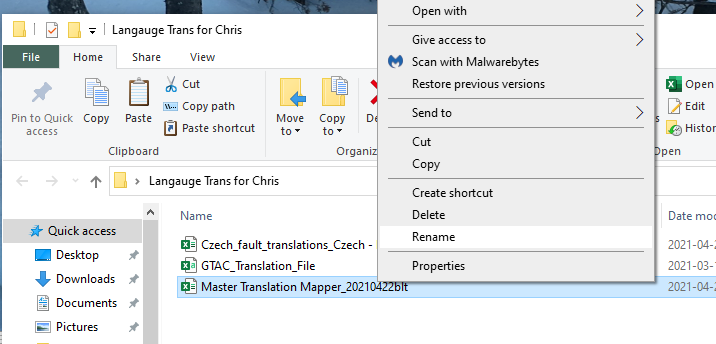 Langauge Trans for Chris
File
Home
Share
View
Pin to Quick access
Copy
Paste
Cut
Copy path
Paste shortcut
Clipboard
Move to
Copy to
Organiz
Open
Edit
Histor
Open
Langauge Trans for Chris
Quick access
Desktop
Downloads
Documents
Pictures
Name
Date mod
Czech_fault_translations_Czech -
2021-04-2
GTAC_Translation_File
2021-03-1
Master Translation Mapper_20210422blt
2021-04-2
Open with
Give access to
Scan with Malwarebytes
Restore previous versions
Send to
Cut
Copy
Create shortcut
Delete
Rename
Properties